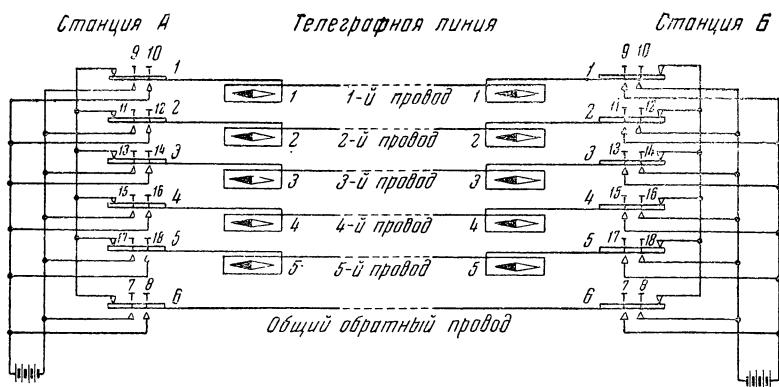 Станция А Телеграфная линия Станция Б
9 10 1 1 9 10
1 1-й провод 1
11 12 2 2 11 12
2 2-й провод 2
13 14 3 3 13 14
3 3-й провод 3
15 16 4 4 15 16
4 4-й провод 4
17 18 5 5 17 18
5 5-й провод 5
7 8 6 6 7 8
Общий обратный провод